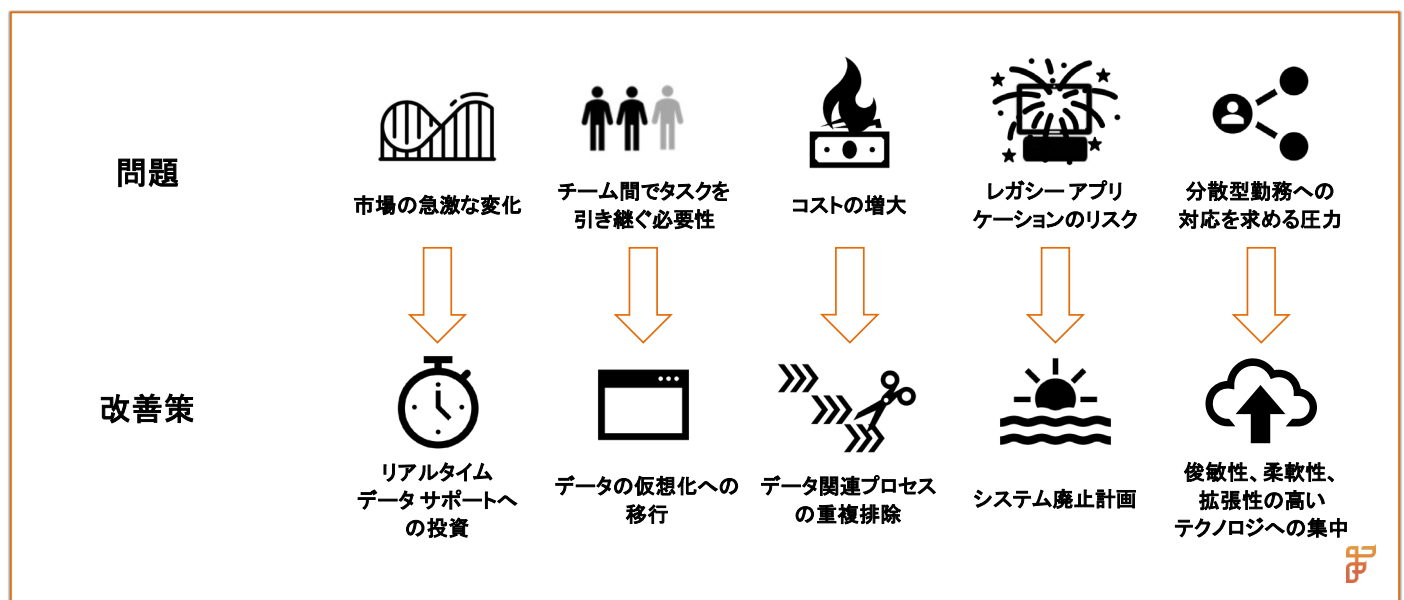 問題
市場の急激な変化
チーム間でタスクを
引き継ぐ必要性
コストの増大
レガシー アプリ
ケーションのリスク
分散型勤務への
対応を求める圧力
改善策
リアルタイム
データ サポートへ
の投資
データの仮想化への
移行
データ関連プロセス
の重複排除
システム廃止計画
俊敏性、柔軟性、
拡張性の高い
テクノロジへの集中